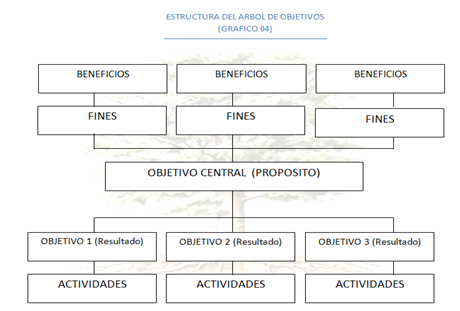 ESTRUCTURA DEL ARBOL DE OBJETIVOS
(GRAFICO 04)
BENEFICIOS
BENEFICIOS
BENEFICIOS
FINES
FINES
FINES
OBJETIVO CENTRAL (PROPOSITO)
OBJETIVO 1 (Resultado)
OBJETIVO 2 (Resultado)
OBJETIVO 3 (Resultado)
ACTIVIDADES
ACTIVIDADES
ACTIVIDADES